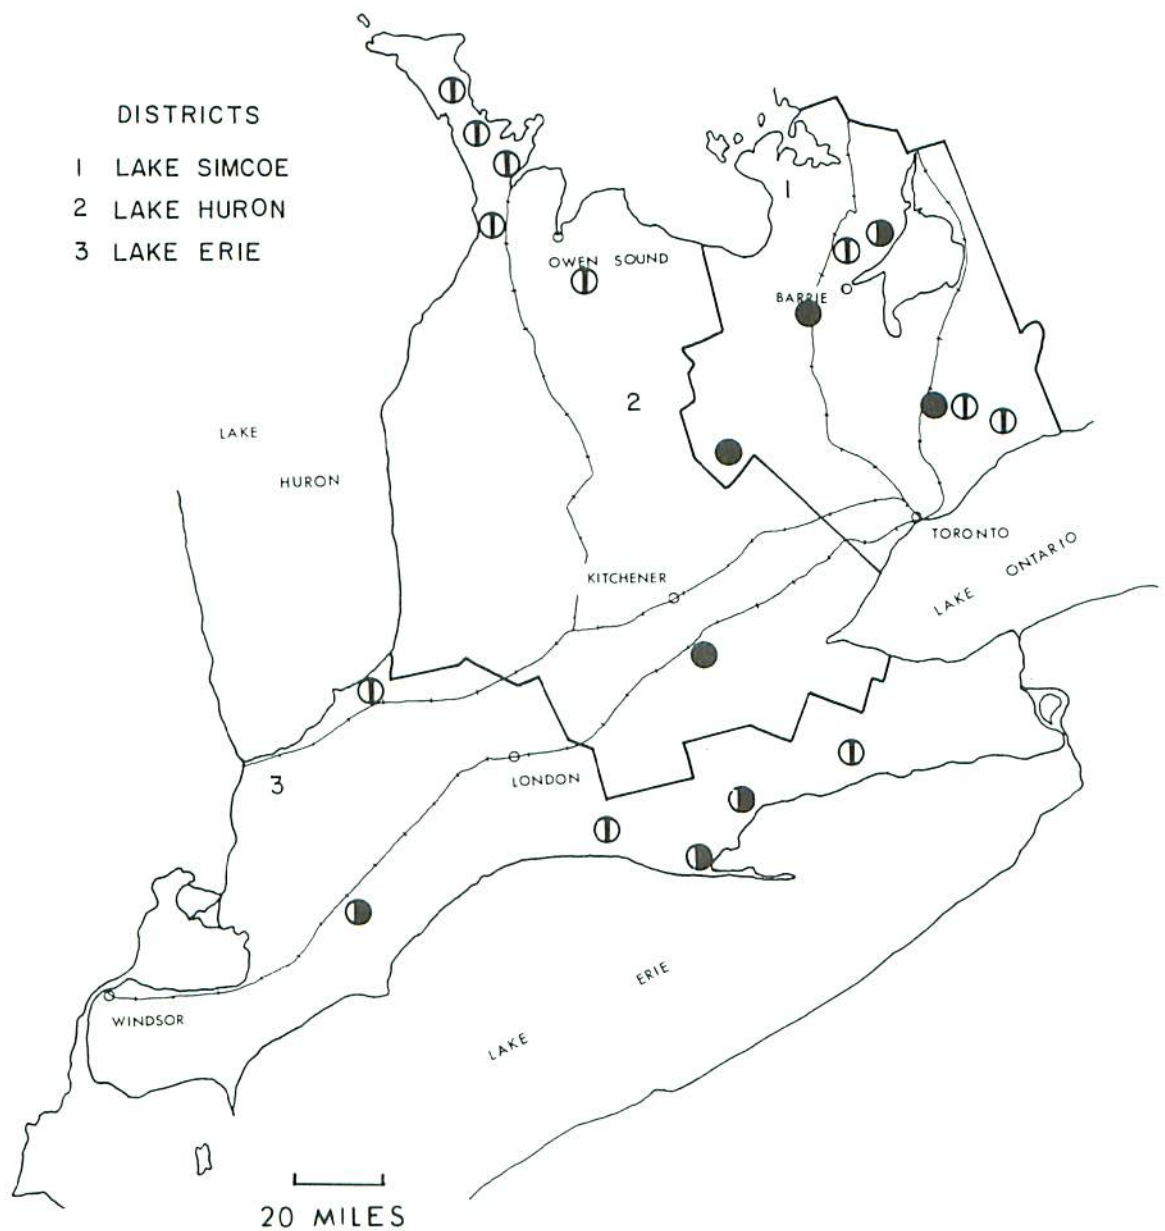 DISTRICTS
1 LAKE SIMCOE
2 LAKE HURON
3 LAKE ERIE
1
OWEN SOUND
BARRIE
2
LAKE
HURON
TORONTO
LAKE ONTARIO
KITCHENER
3
LONDON
ERIE
WINDSOR
LAKE
20 MILES